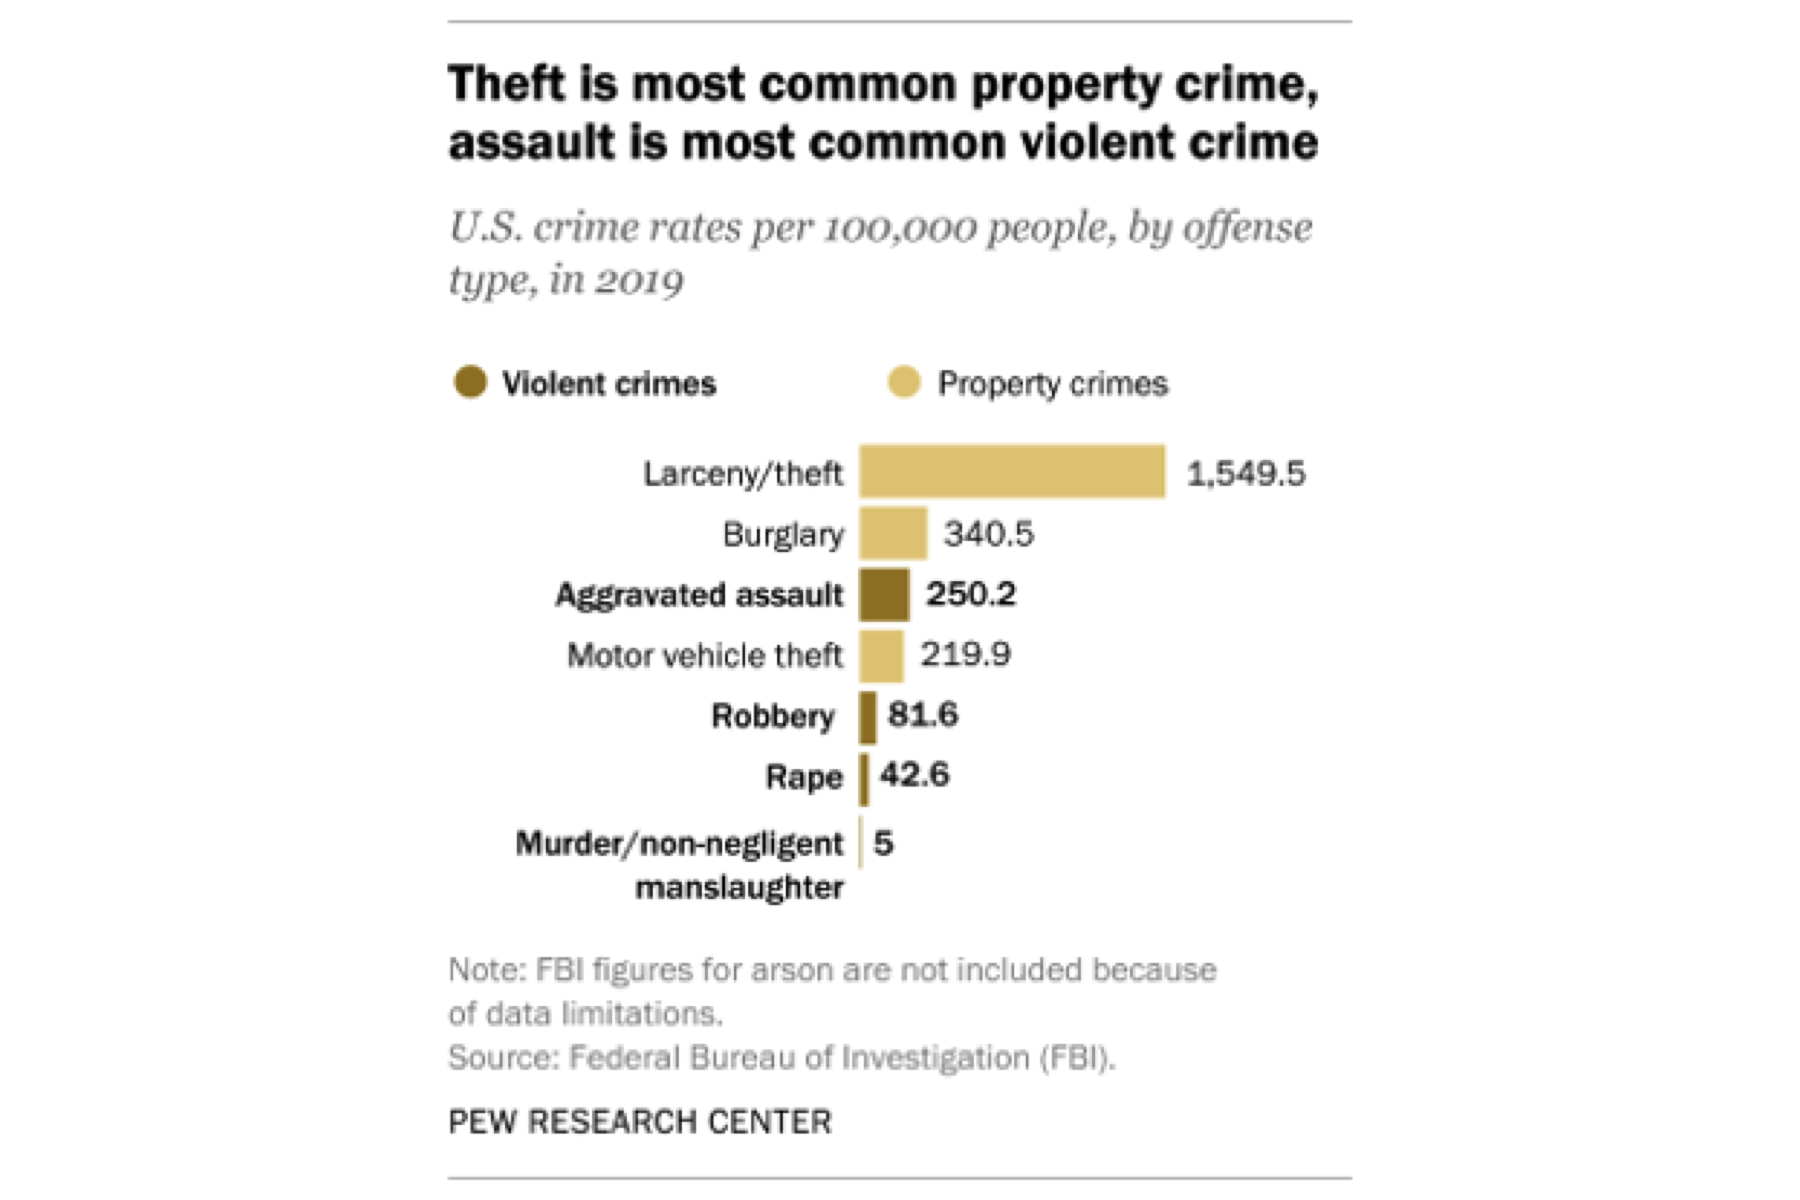 Theft is most common property crime,
assault is most common violent crime
U.S. crime rates per 100,000 people, by offense
type, in 2019
Violent crimes
Property crimes
Larceny/theft 1,549.5
Burglary 340.5
Aggravated assault 250.2
Motor vehicle theft 219.9
Robbery 81.6
Rape 42.6
Murder/non-negligent 5
manslaughter
Note: FBI figures for arson are not included because
of data limitations.
Source: Federal Bureau of Investigation (FBI).
PEW RESEARCH CENTER